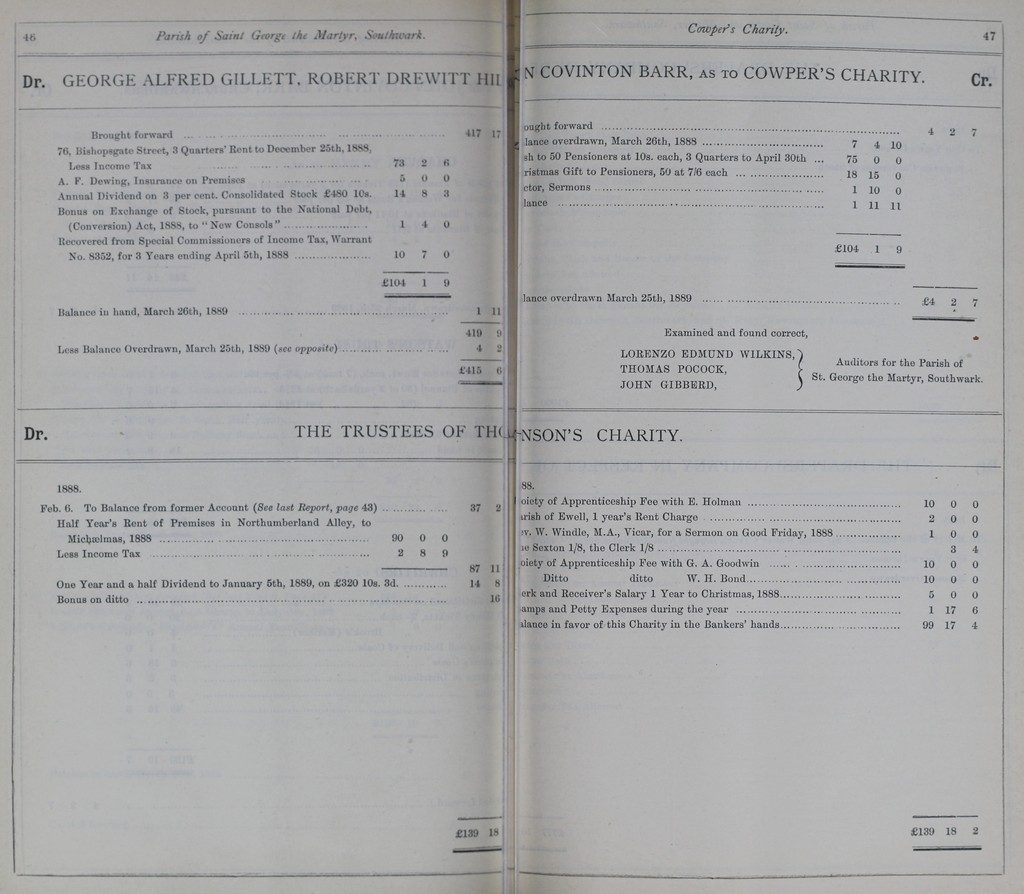 46
Parish of Saint George the Martyr, Southwark.
Dr. GEORGE ALFRED GILLETT, ROBERT DREWITT HIL
Brought forward 417 17
76, Bishopsgate Street, 3 Quarters' Rent to December 25th, 1888,
Less Income Tax 73 2 6
A. F. Dewing, Insurance on Premises 5 0 0
Annual Dividend on 3 per cent. Consolidated Stock £480 10s. 14 8 3
Bonus on Exchange of Stock, pursuant to the National Debt,
(Conversion) Act, 1888, to "New Consols" 1 4 0
Recovered from Special Commissioners of Income Tax, Warrant
No. 8352, for 3 Years ending April 5th, 1888 10 7 0
£104 1 9
Balance in hand, March 26th, 1889 1 11
419 9
Less Balance Overdrawn, March 25th, 1889 (see opposite) 4 2
£415 6
Dr. THE TRUSTEES OF THO
1888.
Feb. 6. To Balance from former Account (See last Report, page 43) 37 2
Half Year's Rent of Premises in Northumberland Alley, to
Michælmas, 1888 90 0 0
Less Income Tax 2 8 9
87 11
One Year and a half Dividend to January 5th, 1889, on £320 10s. 3d. 14 8
Bonus on ditto 16
£139 18
Cowper's Charity.
47
N COVINTON BARR, AS TO COWPER'S CHARITY. Cr.
ought forward 4 2 7
lance overdrawn, March 26th, 1888 7 4 10
sh to 50 Pensioners at 10s. each, 3 Quarters to April 30th ... 75 0 0
ristmas Gift to Pensioners, 50 at 7/6 each 18 15 0
ctor, Sermons 1 10 0
lance 1 11 11
£104 1 9
lance overdrawn March 25th, 1889 £4 2 7
Examined and found correct,
LORENZO EDMUND WILKINS,
THOMAS POCOCK,
JOHN GIBBERD,
Auditors for the Parish of
St. George the Martyr, Southwark.
NSON'S CHARITY.
88.
oiety of Apprenticeship Fee with E. Holman 10 0 0
arish of Ewell, 1 year's Rent Charge 2 0 0
ev. W. Windle, M.A., Vicar, for a Sermon on Good Friday, 1888 1 0 0
he Sexton 1/8, the Clerk 1/8 3 4
oiety of Apprenticeship Fee with G. A. Goodwin 10 0 0
Ditto ditto W. H. Bond 10 0 0
erk and Receiver's Salary 1 Year to Christmas, 1888 5 0 0
amps and Petty Expenses during the year 1 17 6
alance in favor of this Charity in the Bankers' hands 99 17 4
£139 18 2